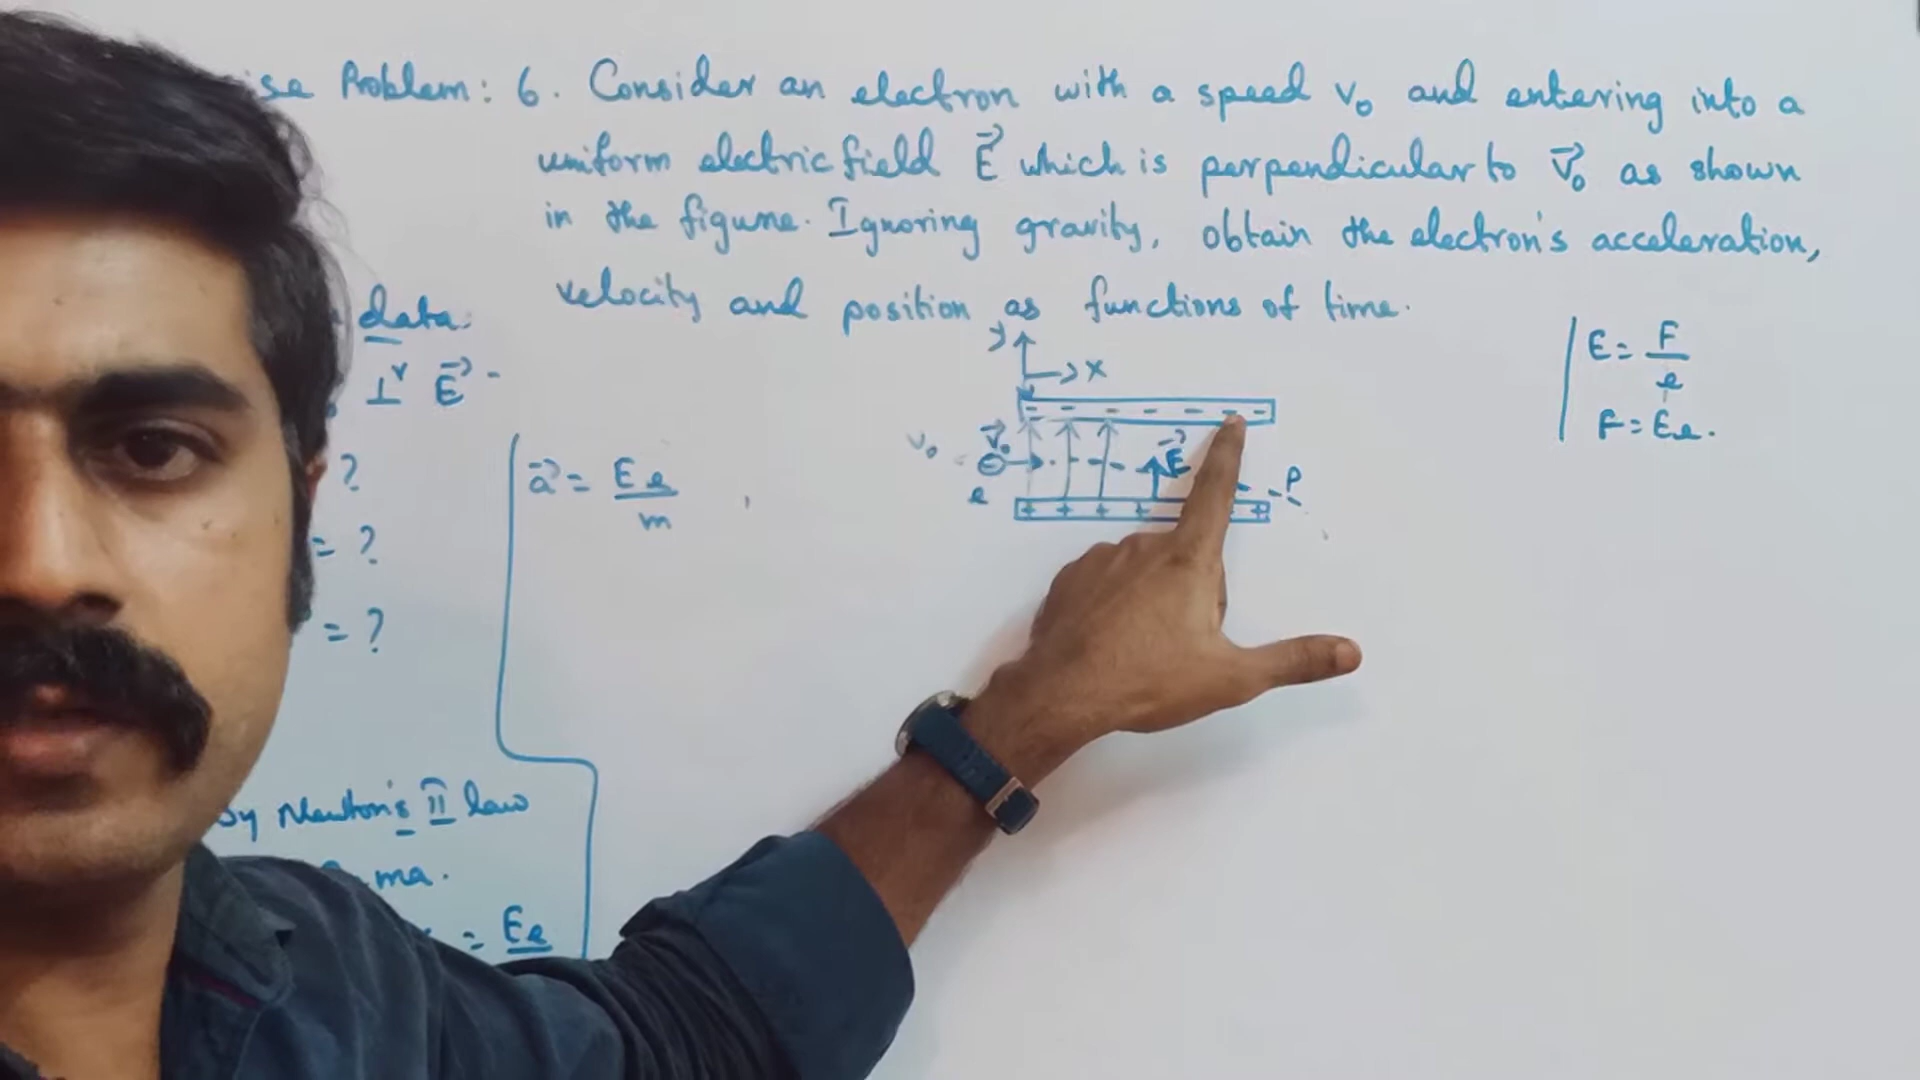 Problem: 6. Consider an electron with a speed v₀ and entering into a
uniform electric field E⃗ which is perpendicular to v⃗₀ as shown
in the figure. Ignoring gravity, obtain the electron's acceleration,
velocity and position as functions of time.
data:
⊥ʳ E⃗ -
?
= ?
= ?
by Newton's II law
ma.
= Ee
a⃗ = Ee/m
y
x
- - - - - - -
v₀
v⃗₀
E⃗
P
e
+ + + + +
E = F/e
F = Ee.